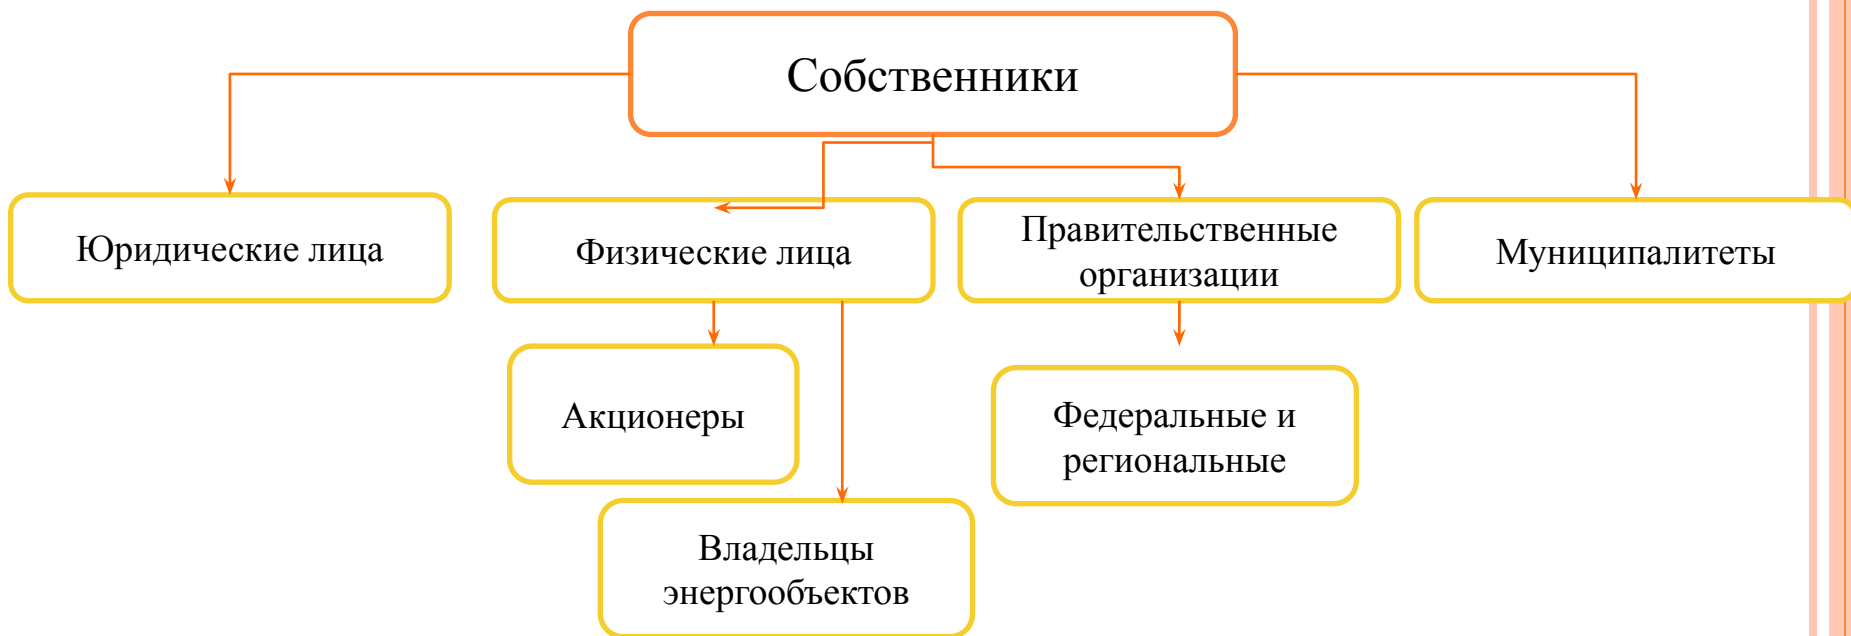 Собственники
Юридические лица
Физические лица
Правительственные
организации
Муниципалитеты
Акционеры
Федеральные и
региональные
Владельцы
энергообъектов